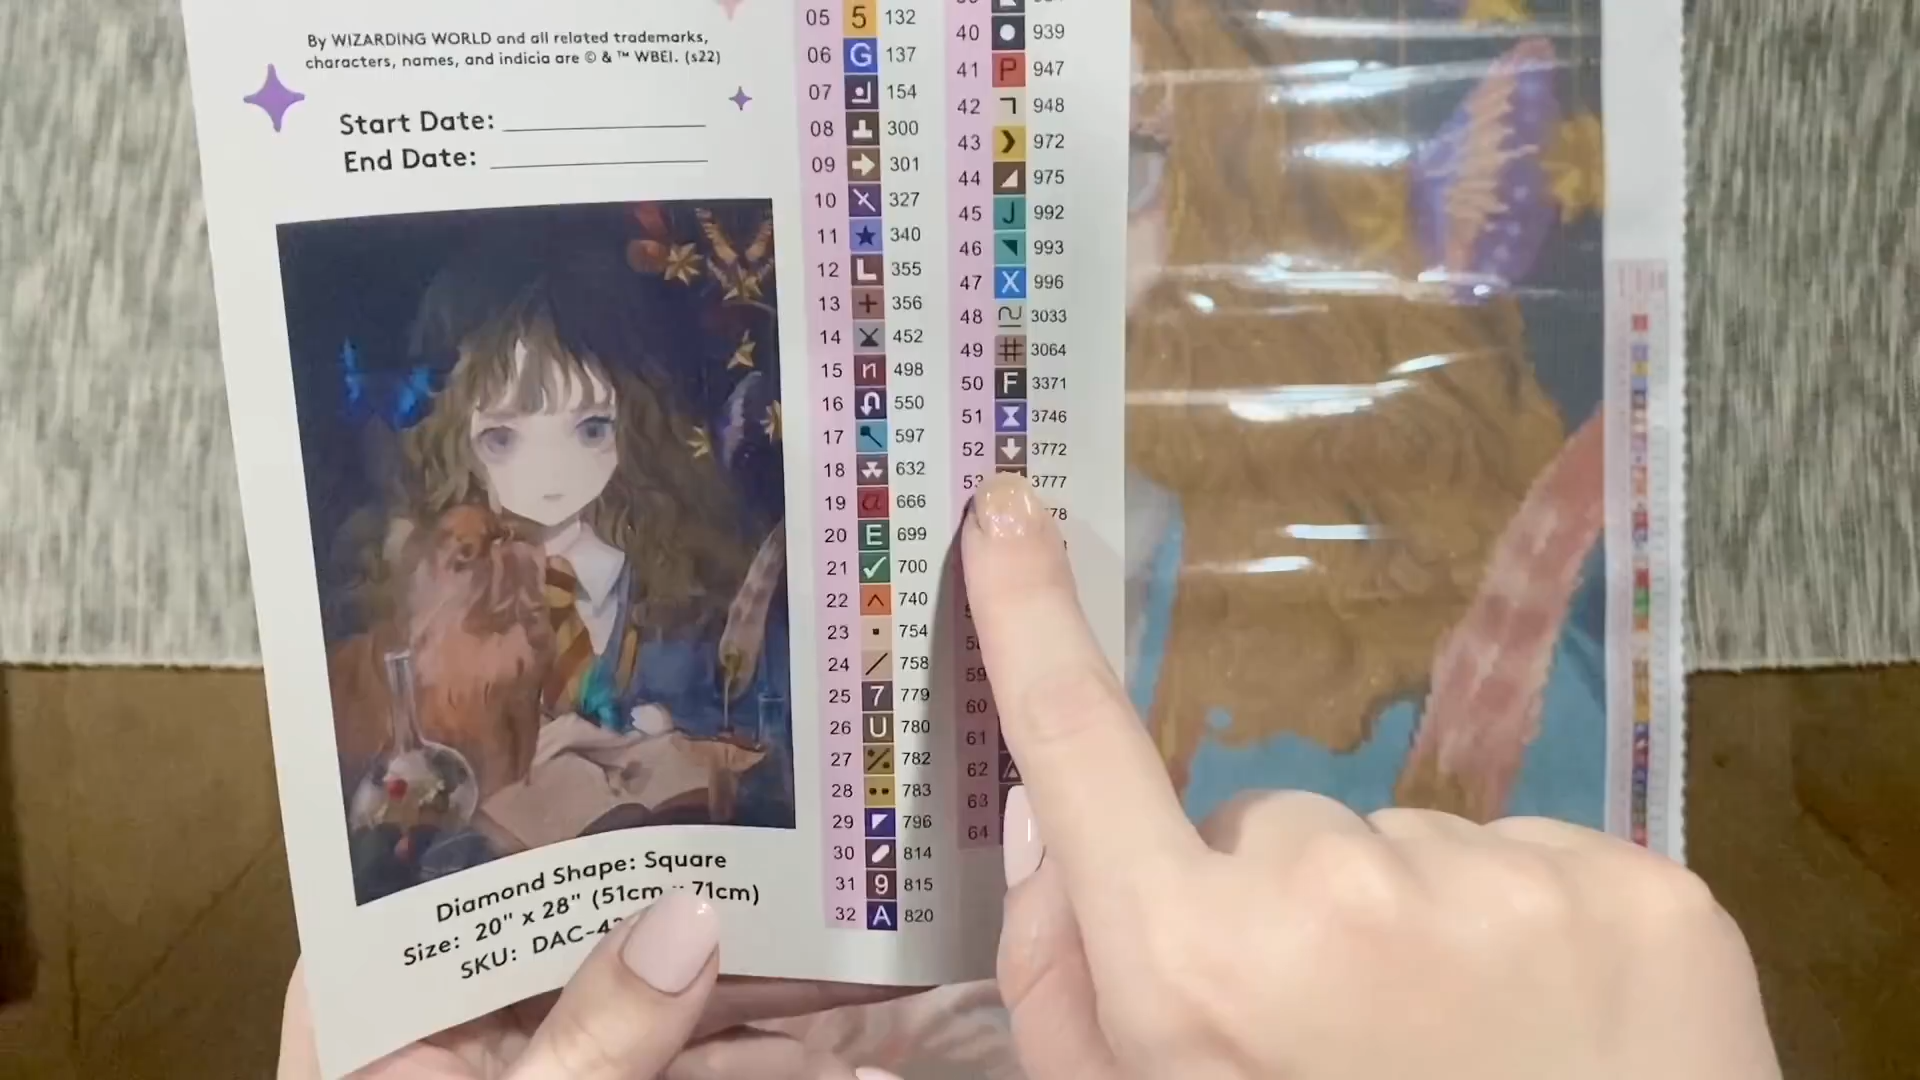 By WIZARDING WORLD and all related trademarks,
characters, names, and indicia are © & ™ WBEI. (s22)
Start Date:
End Date:
Diamond Shape: Square
Size: 20" x 28" (51cm 71cm)
SKU: DAC-4
05 5 132
06 G 137
07 154
08 300
09 301
10 327
11 340
12 L 355
13 + 356
14 452
15 n 498
16 550
17 597
18 632
19 a 666
20 E 699
21 ✓ 700
22 740
23 754
24 / 758
25 7 779
26 U 780
27 782
28 783
29 796
30 814
31 9 815
32 A 820
40 939
41 P 947
42 948
43 972
44 975
45 J 992
46 993
47 X 996
48 3033
49 # 3064
50 F 3371
51 3746
52 3772
53 3777
78
59
60
61
62
63
64